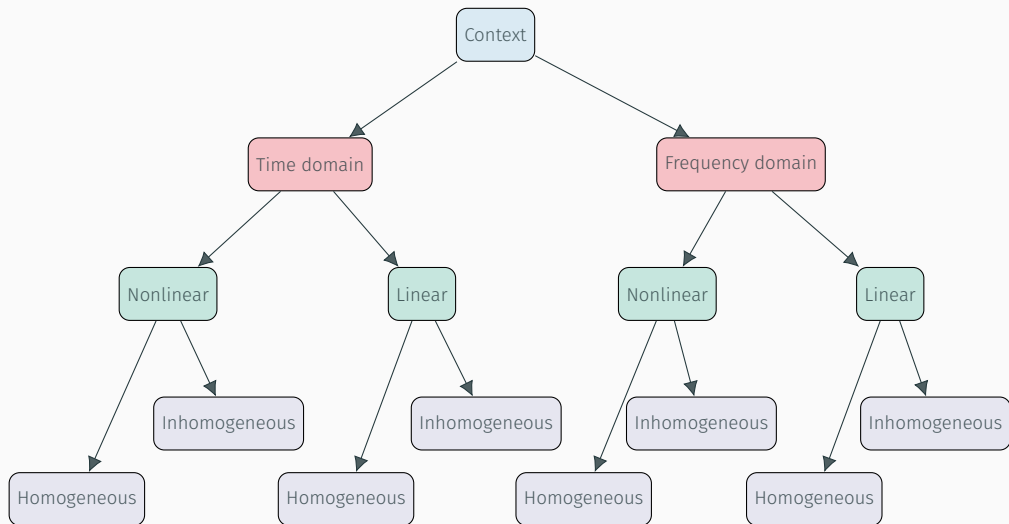 Context
Time domain
Frequency domain
Nonlinear
Linear
Nonlinear
Linear
Inhomogeneous
Inhomogeneous
Inhomogeneous
Inhomogeneous
Homogeneous
Homogeneous
Homogeneous
Homogeneous